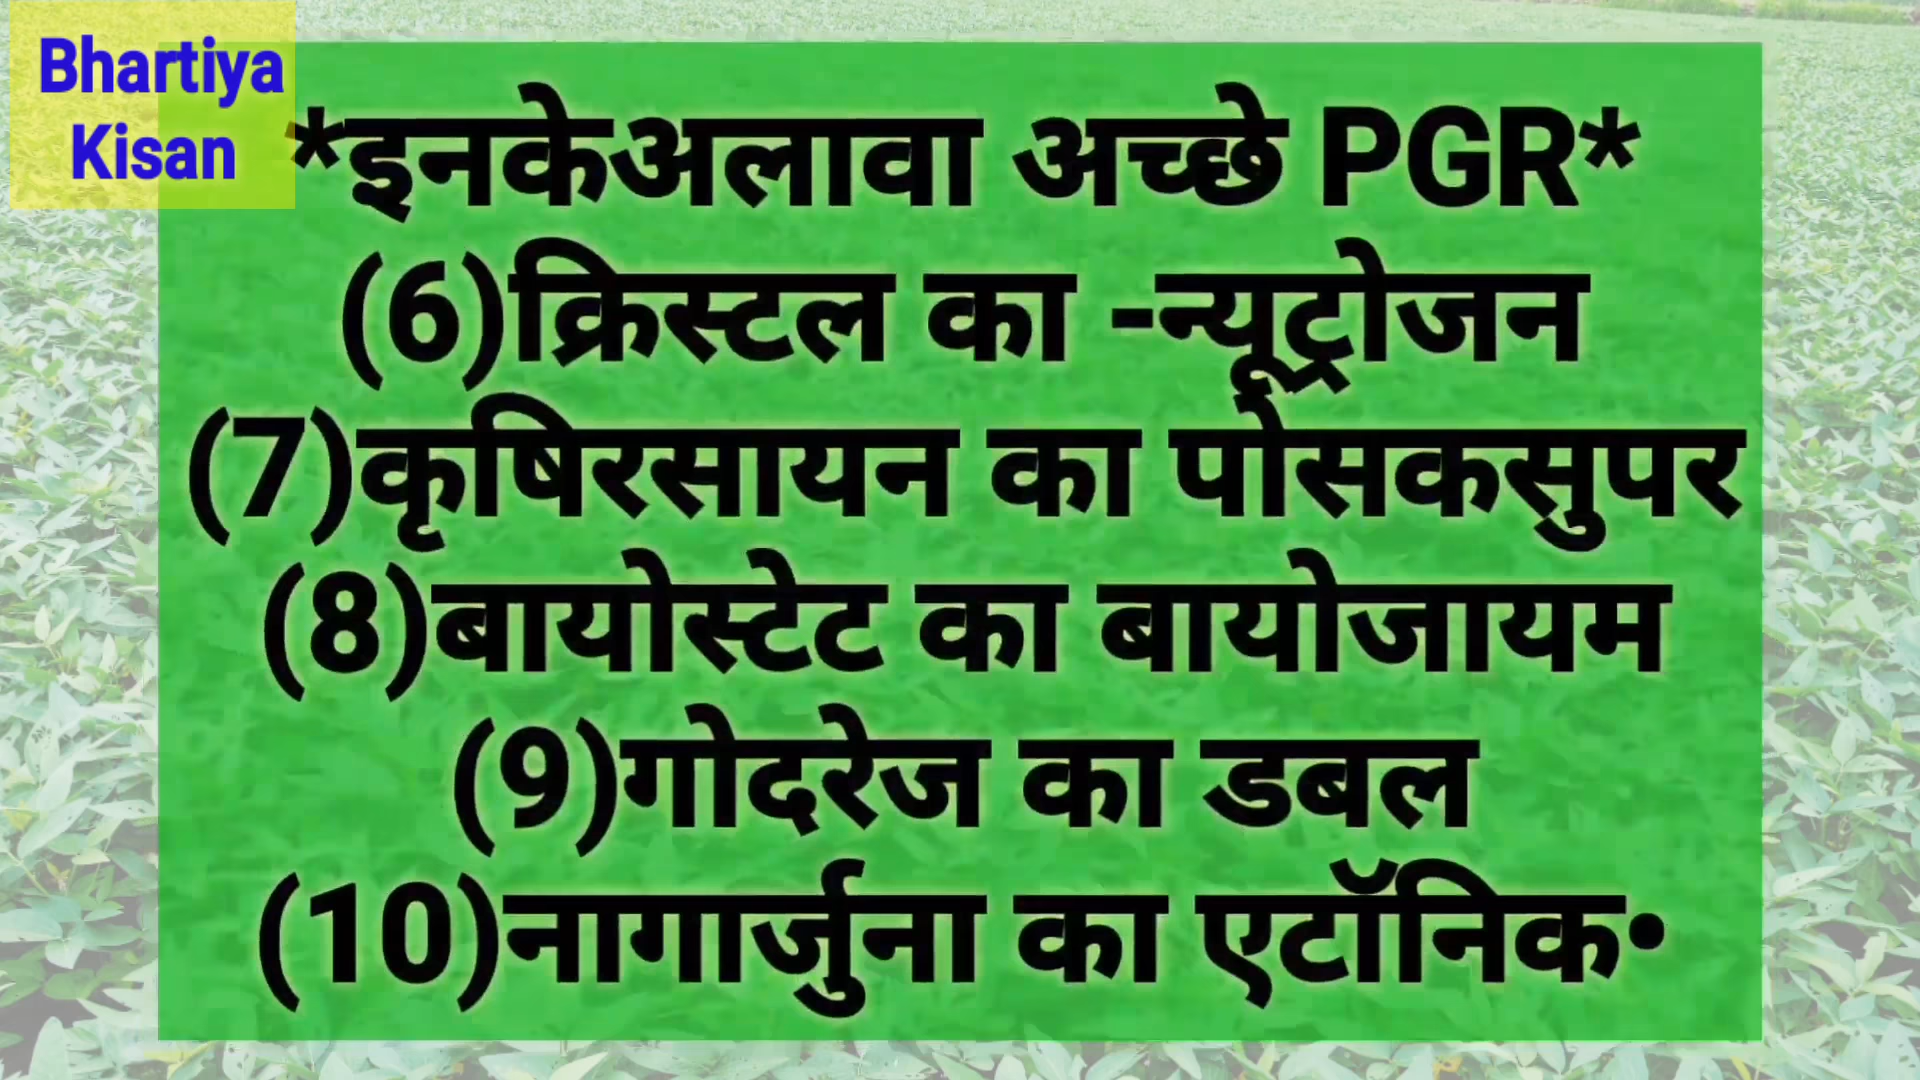 Bhartiya
Kisan
*इनकेअलावा अच्छे PGR*
(6)क्रिस्टल का -न्यूट्रोजन
(7)कृषिरसायन का पोसकसुपर
(8)बायोस्टेट का बायोजायम
(9)गोदरेज का डबल
(10)नागार्जुना का एटॉनिक•